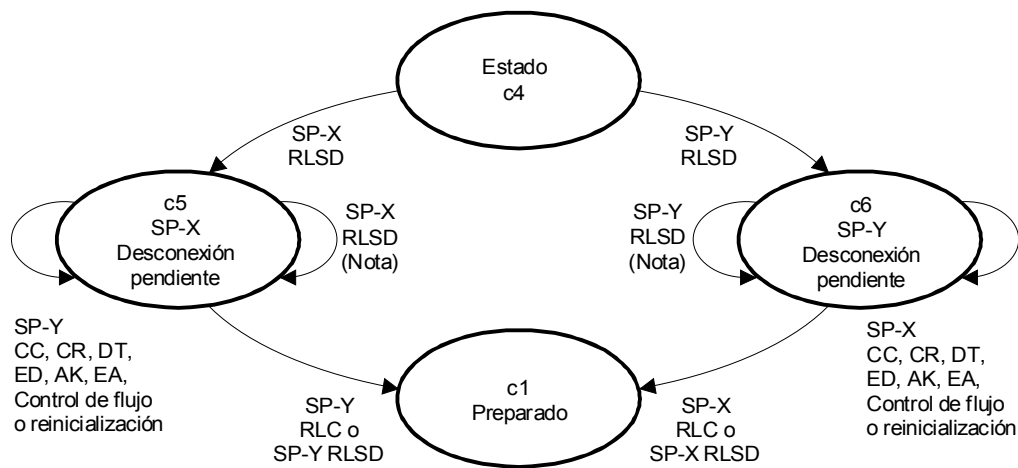 Estado
c4
SP-X
RLSD
SP-Y
RLSD
c5
SP-X
Desconexión
pendiente
SP-X
RLSD
(Nota)
SP-Y
RLSD
(Nota)
c6
SP-Y
Desconexión
pendiente
SP-Y
CC, CR, DT,
ED, AK, EA,
Control de flujo
o reinicialización
SP-Y
RLC o
SP-Y RLSD
c1
Preparado
SP-X
RLC o
SP-X RLSD
SP-X
CC, CR, DT,
ED, AK, EA,
Control de flujo
o reinicialización